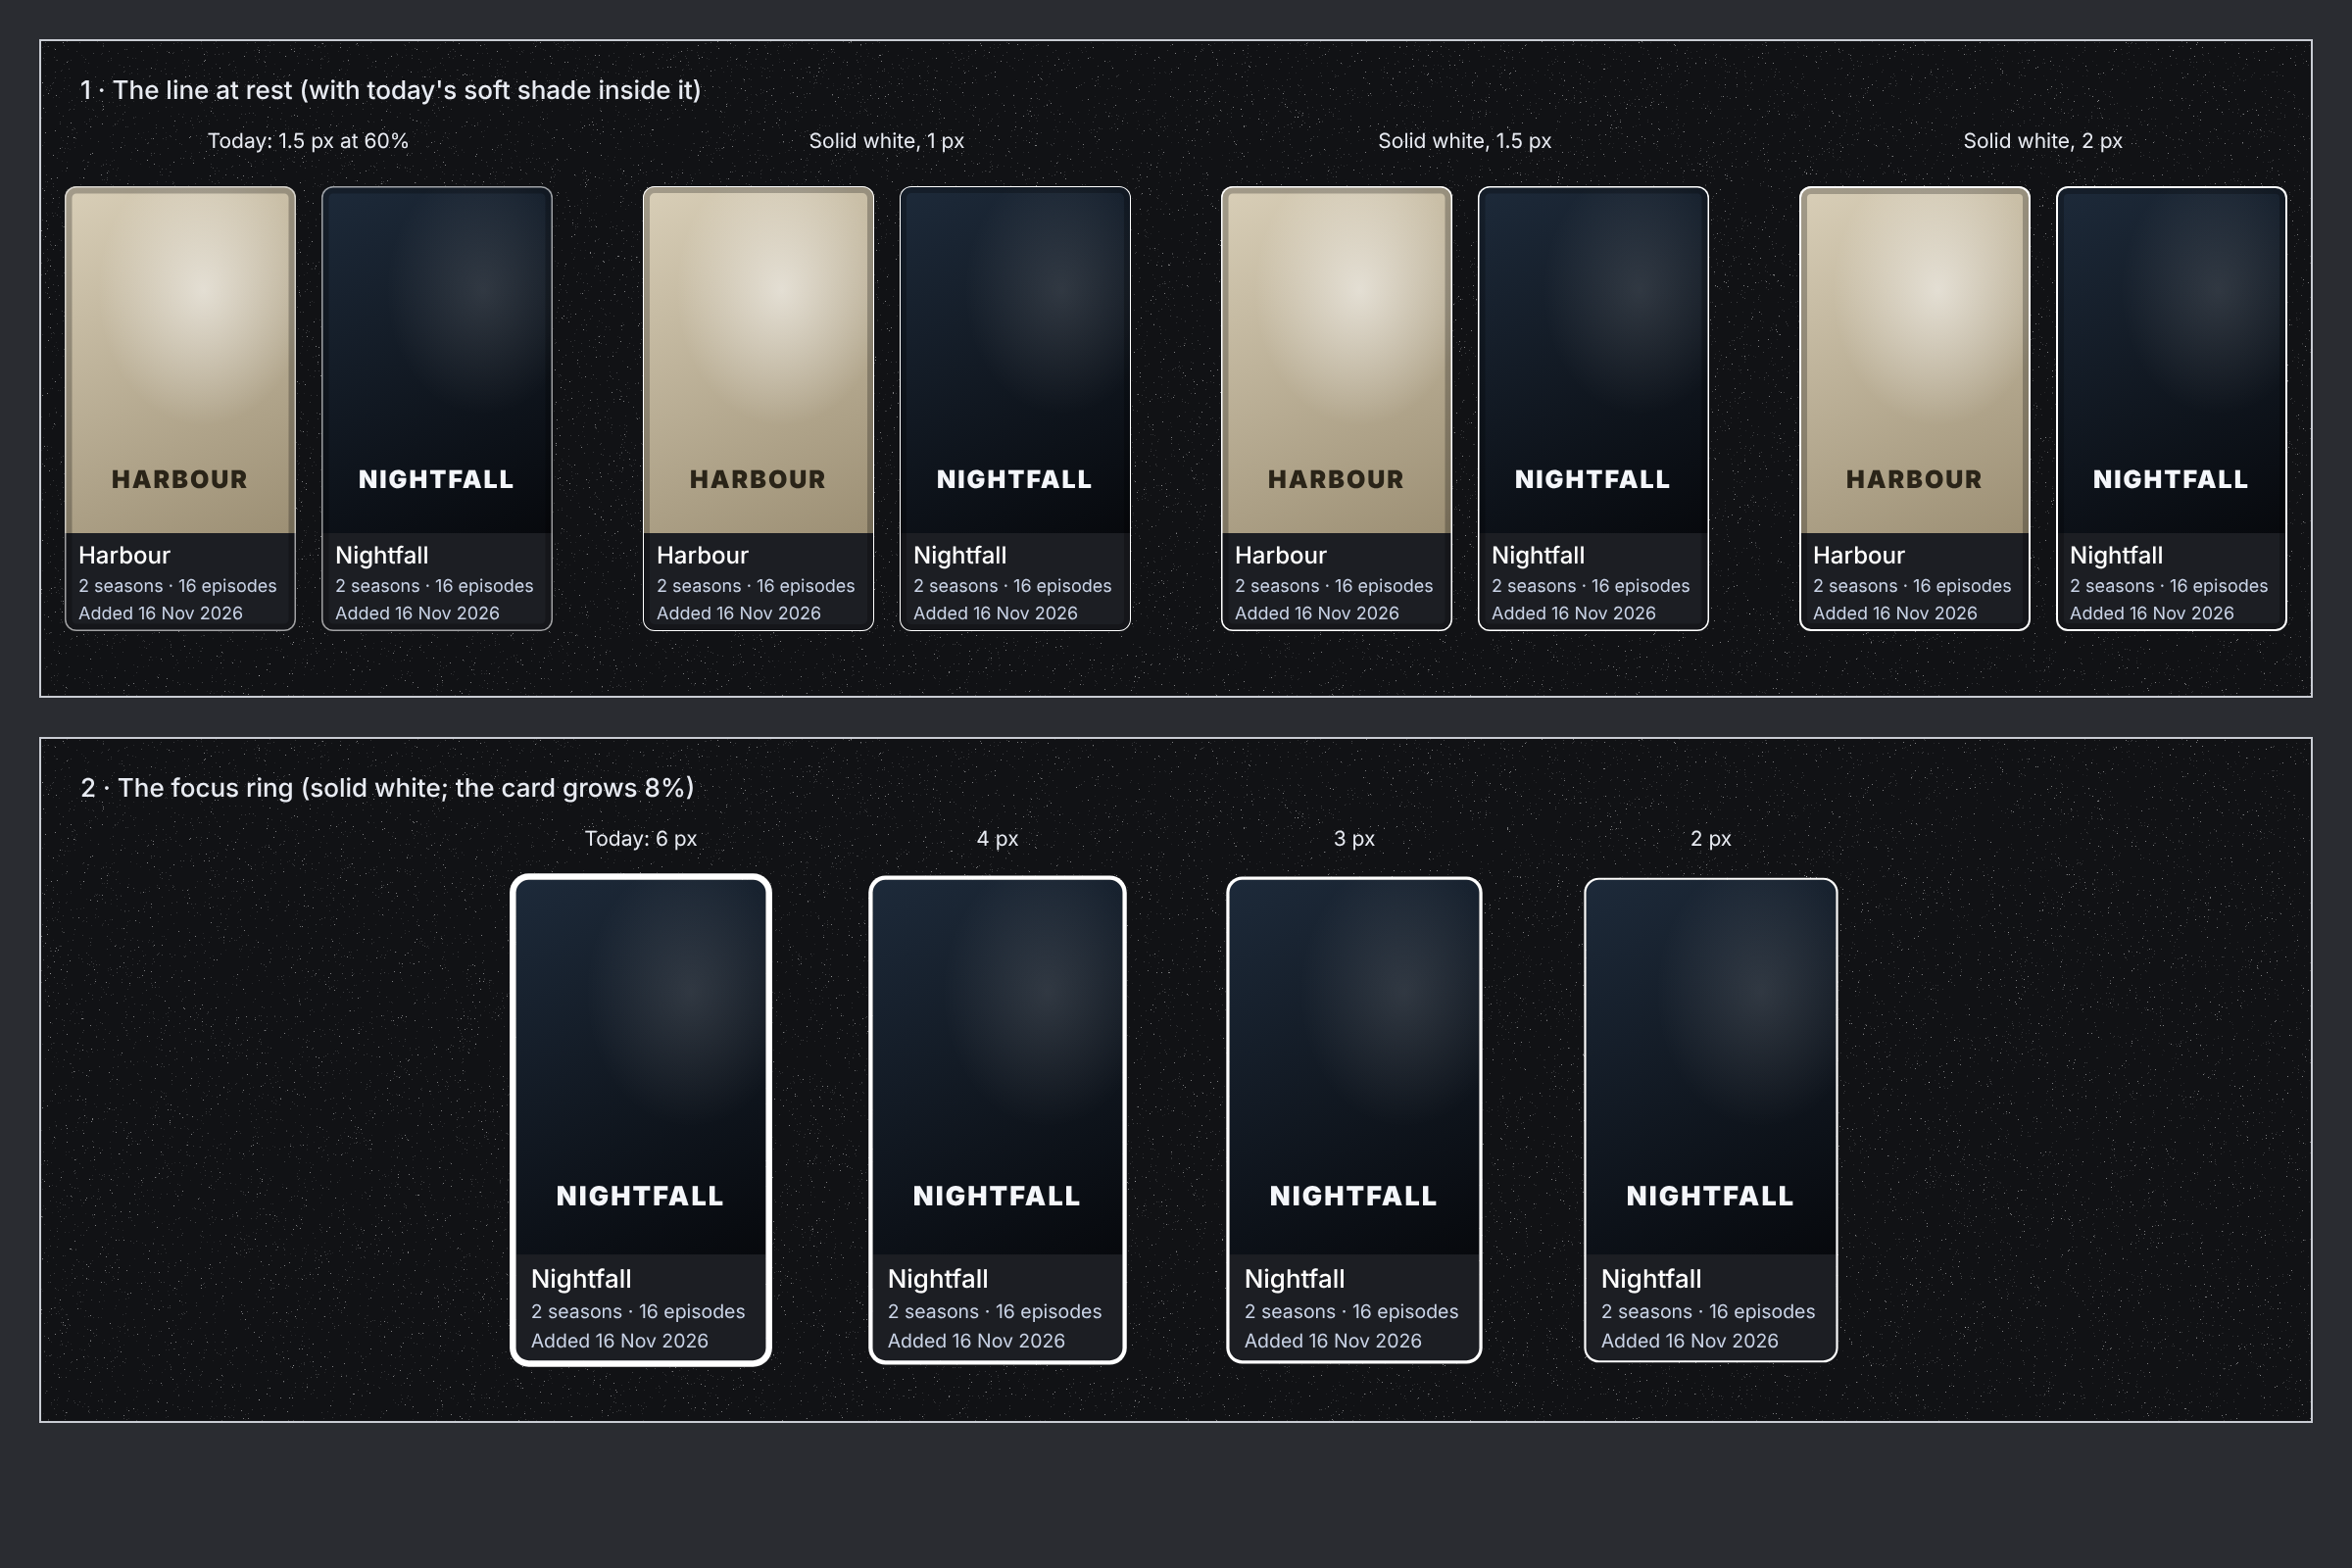 1 · The line at rest (with today's soft shade inside it)
Today: 1.5 px at 60%
Solid white, 1 px
Solid white, 1.5 px
Solid white, 2 px
HARBOUR
NIGHTFALL
HARBOUR
NIGHTFALL
HARBOUR
NIGHTFALL
HARBOUR
NIGHTFALL
Harbour
Nightfall
Harbour
Nightfall
Harbour
Nightfall
Harbour
Nightfall
2 seasons · 16 episodes
2 seasons · 16 episodes
2 seasons · 16 episodes
2 seasons · 16 episodes
2 seasons · 16 episodes
2 seasons · 16 episodes
2 seasons · 16 episodes
2 seasons · 16 episodes
Added 16 Nov 2026
Added 16 Nov 2026
Added 16 Nov 2026
Added 16 Nov 2026
Added 16 Nov 2026
Added 16 Nov 2026
Added 16 Nov 2026
Added 16 Nov 2026
2 · The focus ring (solid white; the card grows 8%)
Today: 6 px
4 px
3 px
2 px
NIGHTFALL
NIGHTFALL
NIGHTFALL
NIGHTFALL
Nightfall
Nightfall
Nightfall
Nightfall
2 seasons · 16 episodes
2 seasons · 16 episodes
2 seasons · 16 episodes
2 seasons · 16 episodes
Added 16 Nov 2026
Added 16 Nov 2026
Added 16 Nov 2026
Added 16 Nov 2026